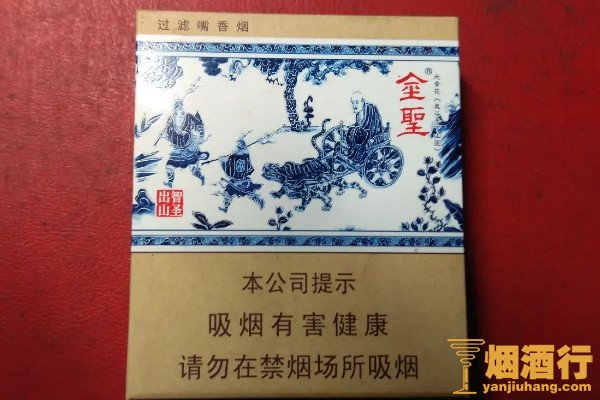 过滤嘴香烟
金聖®
智圣
出山
本公司提示
吸烟有害健康
请勿在禁烟场所吸烟
烟酒行
yanjiuhang.com